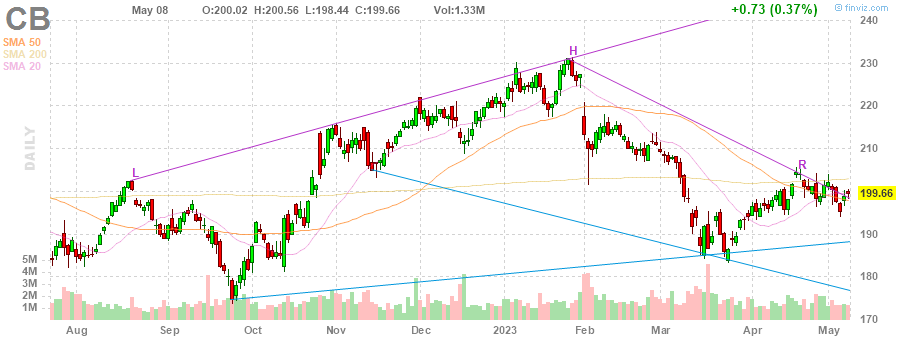 CB May 08 O:200.02 H:200.56 L:198.44 C:199.66 Vol:1.33M +0.73 (0.37%) © finviz.com
SMA 50
SMA 200
SMA 20
DAILY
L
H
R
240
230
220
210
199.66
190
180
170
5M
4M
3M
2M
1M
Aug Sep Oct Nov Dec 2023 Feb Mar Apr May